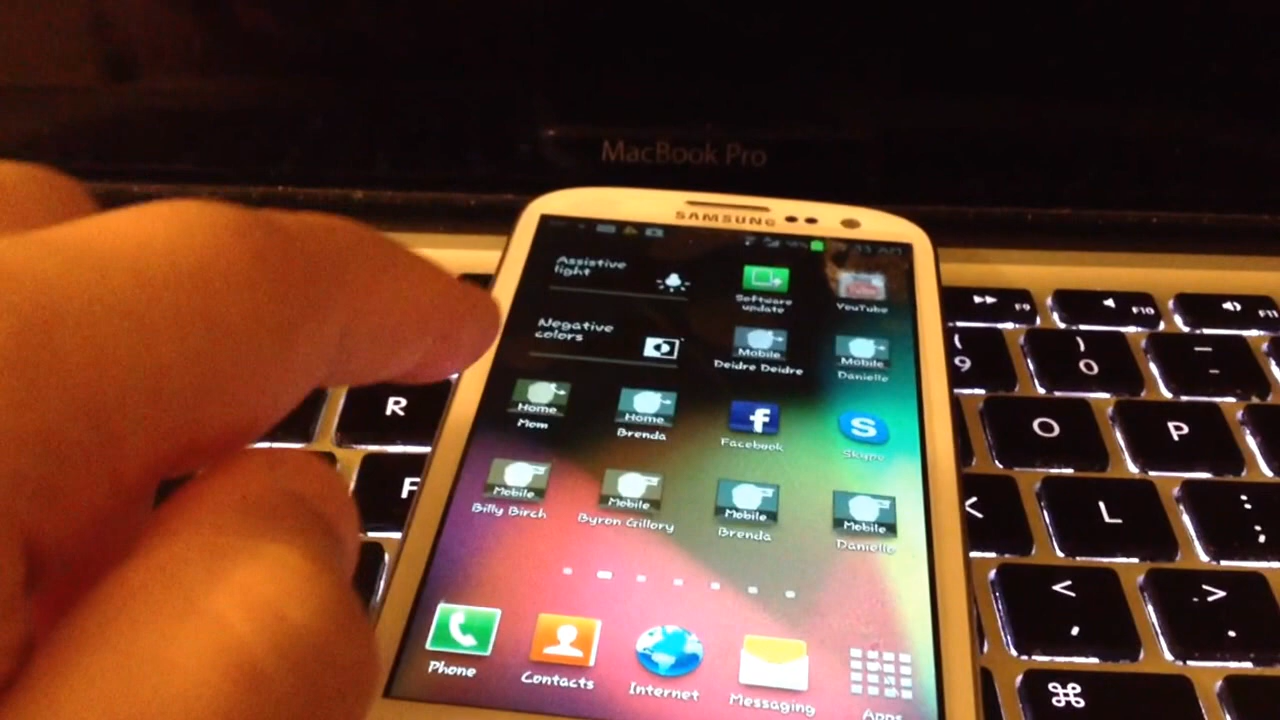 MacBook Pro
SAMSUNG
Assistive
light
Software
update
YouTube
Negative
colors
Mobile
Deidre Deidre
Mobile
Danielle
Home
Mom
Home
Brenda
Facebook
S
Skype
Mobile
Billy Birch
Mobile
Byron Gillory
Mobile
Brenda
Mobile
Danielle
Phone
Contacts
Internet
Messaging
Apps
F9
F10
F11
( 9
) 0
R
O
P
F
L
: ;
< ,
> .
⌘